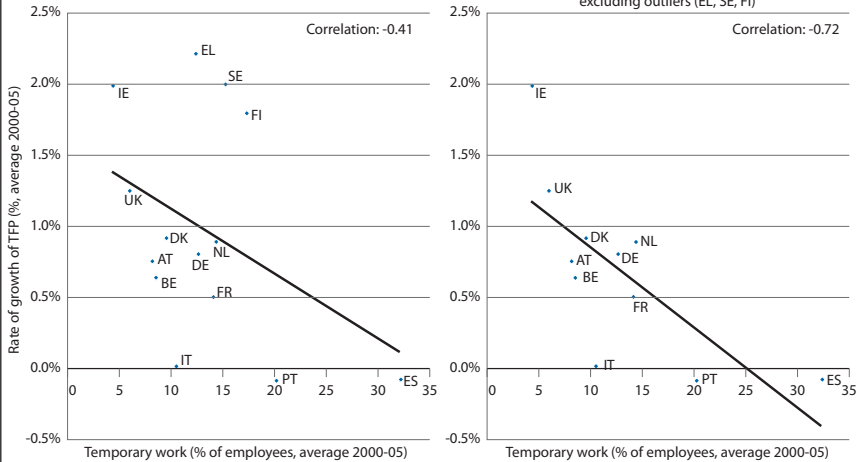 excluding outliers (EL, SE, FI)
Rate of growth of TFP (%, average 2000-05)
2.5%
2.0%
1.5%
1.0%
0.5%
0.0%
-0.5%
Correlation: -0.41
EL
SE
IE
FI
UK
DK
NL
AT
DE
BE
FR
IT
PT
ES
0 5 10 15 20 25 30 35
Temporary work (% of employees, average 2000-05)
2.5%
2.0%
1.5%
1.0%
0.5%
0.0%
-0.5%
Correlation: -0.72
IE
UK
DK
NL
AT
DE
BE
FR
IT
PT
ES
0 5 10 15 20 25 30 35
Temporary work (% of employees, average 2000-05)